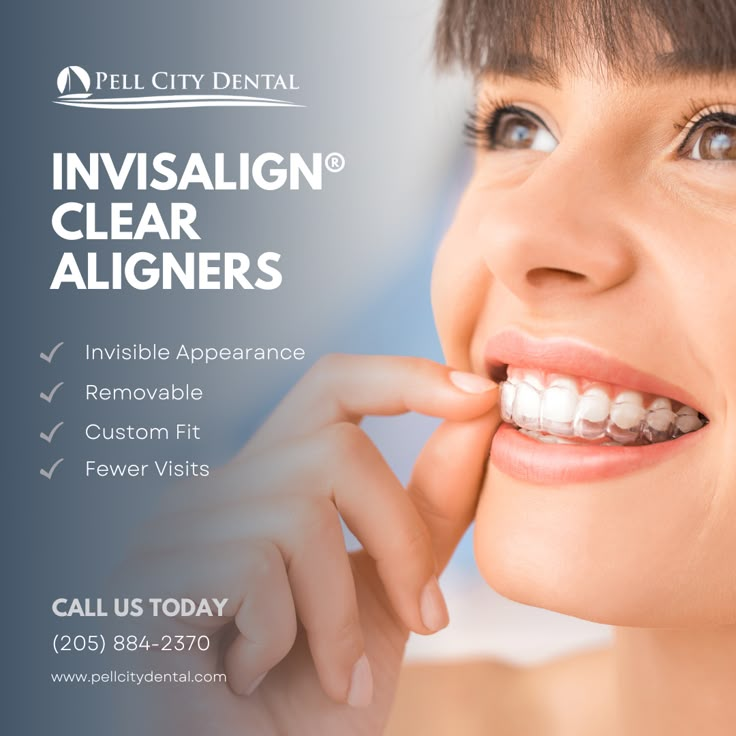 PELL CITY DENTAL
INVISALIGN®
CLEAR
ALIGNERS
Invisible Appearance
Removable
Custom Fit
Fewer Visits
CALL US TODAY
(205) 884-2370
www.pellcitydental.com